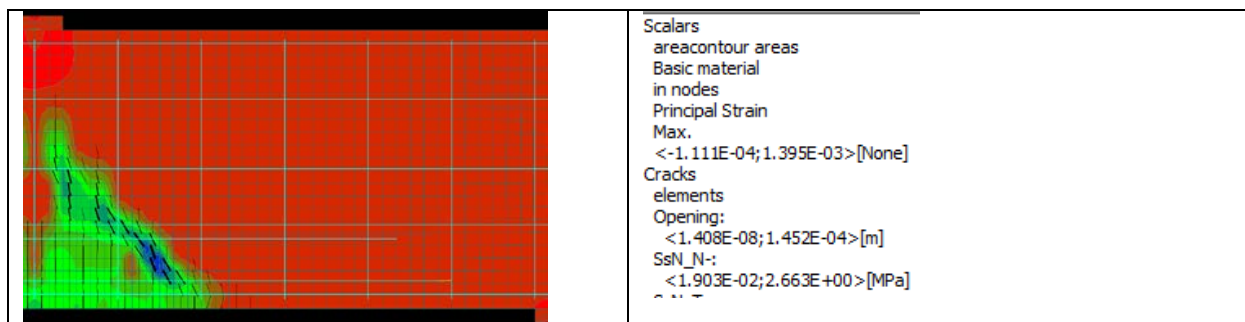 Scalars
areacontour areas
Basic material
in nodes
Principal Strain
Max.
<-1.111E-04;1.395E-03>[None]
Cracks
elements
Opening:
<1.408E-08;1.452E-04>[m]
SsN_N-:
<1.903E-02;2.663E+00>[MPa]